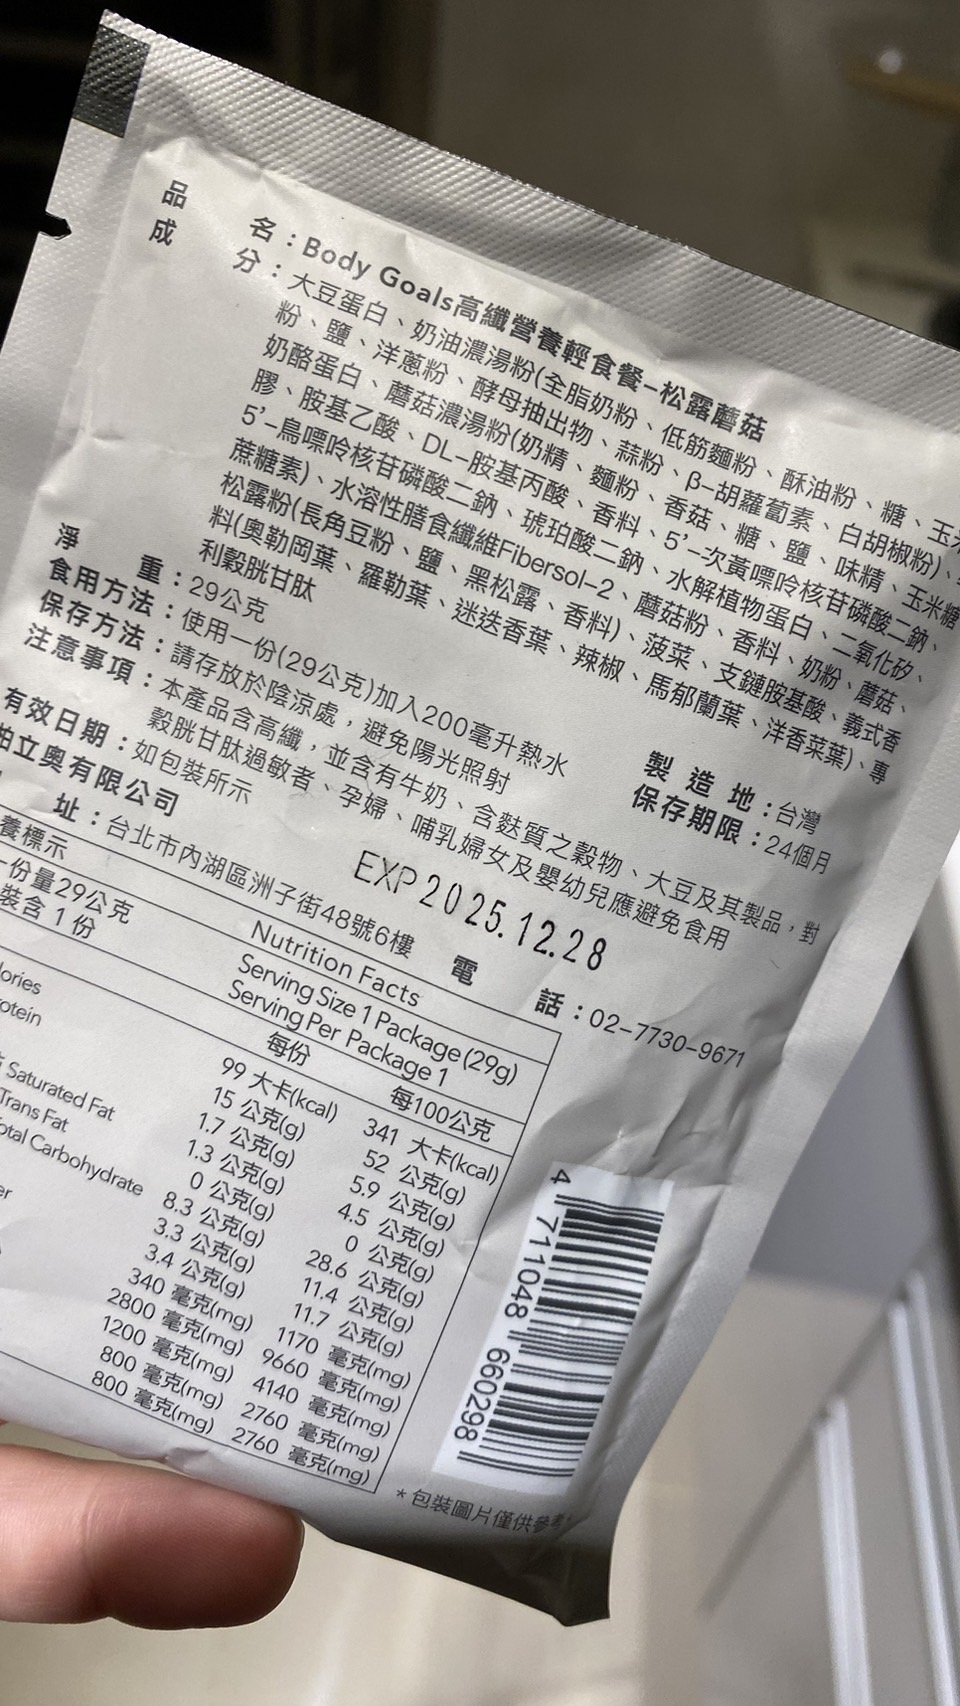 品名：Body Goals高纖營養輕食餐-松露蘑菇
成分：大豆蛋白、奶油濃湯粉(全脂奶粉、低筋麵粉、酥油粉、糖、玉米
粉、鹽、洋蔥粉、酵母抽出物、蒜粉、β-胡蘿蔔素、白胡椒粉)、
奶酪蛋白、蘑菇濃湯粉(奶精、麵粉、香菇、糖、鹽、味精、玉米糖
膠、胺基乙酸、DL-胺基丙酸、香料、5'-次黃嘌呤核苷磷酸二鈉、
5'-鳥嘌呤核苷磷酸二鈉、琥珀酸二鈉、水解植物蛋白、二氧化矽、
蔗糖素)、水溶性膳食纖維Fibersol-2、蘑菇粉、香料、奶粉、蘑菇、
松露粉(長角豆粉、鹽、黑松露、香料)、菠菜、支鏈胺基酸、義式香
料(奧勒岡葉、羅勒葉、迷迭香葉、辣椒、馬郁蘭葉、洋香菜葉)、專
利穀胱甘肽
淨重：29公克
食用方法：使用一份(29公克)加入200毫升熱水 製造地：台灣
保存方法：請存放於陰涼處，避免陽光照射 保存期限：24個月
注意事項：本產品含高纖，並含有牛奶、含麩質之穀物、大豆及其製品，對
穀胱甘肽過敏者、孕婦、哺乳婦女及嬰幼兒應避免食用
有效日期：如包裝所示 EXP 2025.12.28
柏立奧有限公司
址：台北市內湖區洲子街48號6樓 電話：02-7730-9671
養標示 Nutrition Facts
一份量29公克 Serving Size 1 Package (29g)
裝含 1 份 Serving Per Package 1
每份 每100公克
lories 99 大卡(kcal) 341 大卡(kcal)
otein 15 公克(g) 52 公克(g)
1.7 公克(g) 5.9 公克(g)
Saturated Fat 1.3 公克(g) 4.5 公克(g)
Trans Fat 0 公克(g) 0 公克(g)
otal Carbohydrate 8.3 公克(g) 28.6 公克(g)
3.3 公克(g) 11.4 公克(g)
er 3.4 公克(g) 11.7 公克(g)
340 毫克(mg) 1170 毫克(mg)
2800 毫克(mg) 9660 毫克(mg)
1200 毫克(mg) 4140 毫克(mg)
800 毫克(mg) 2760 毫克(mg)
800 毫克(mg) 2760 毫克(mg)
4 711048 660298
*包裝圖片僅供參考